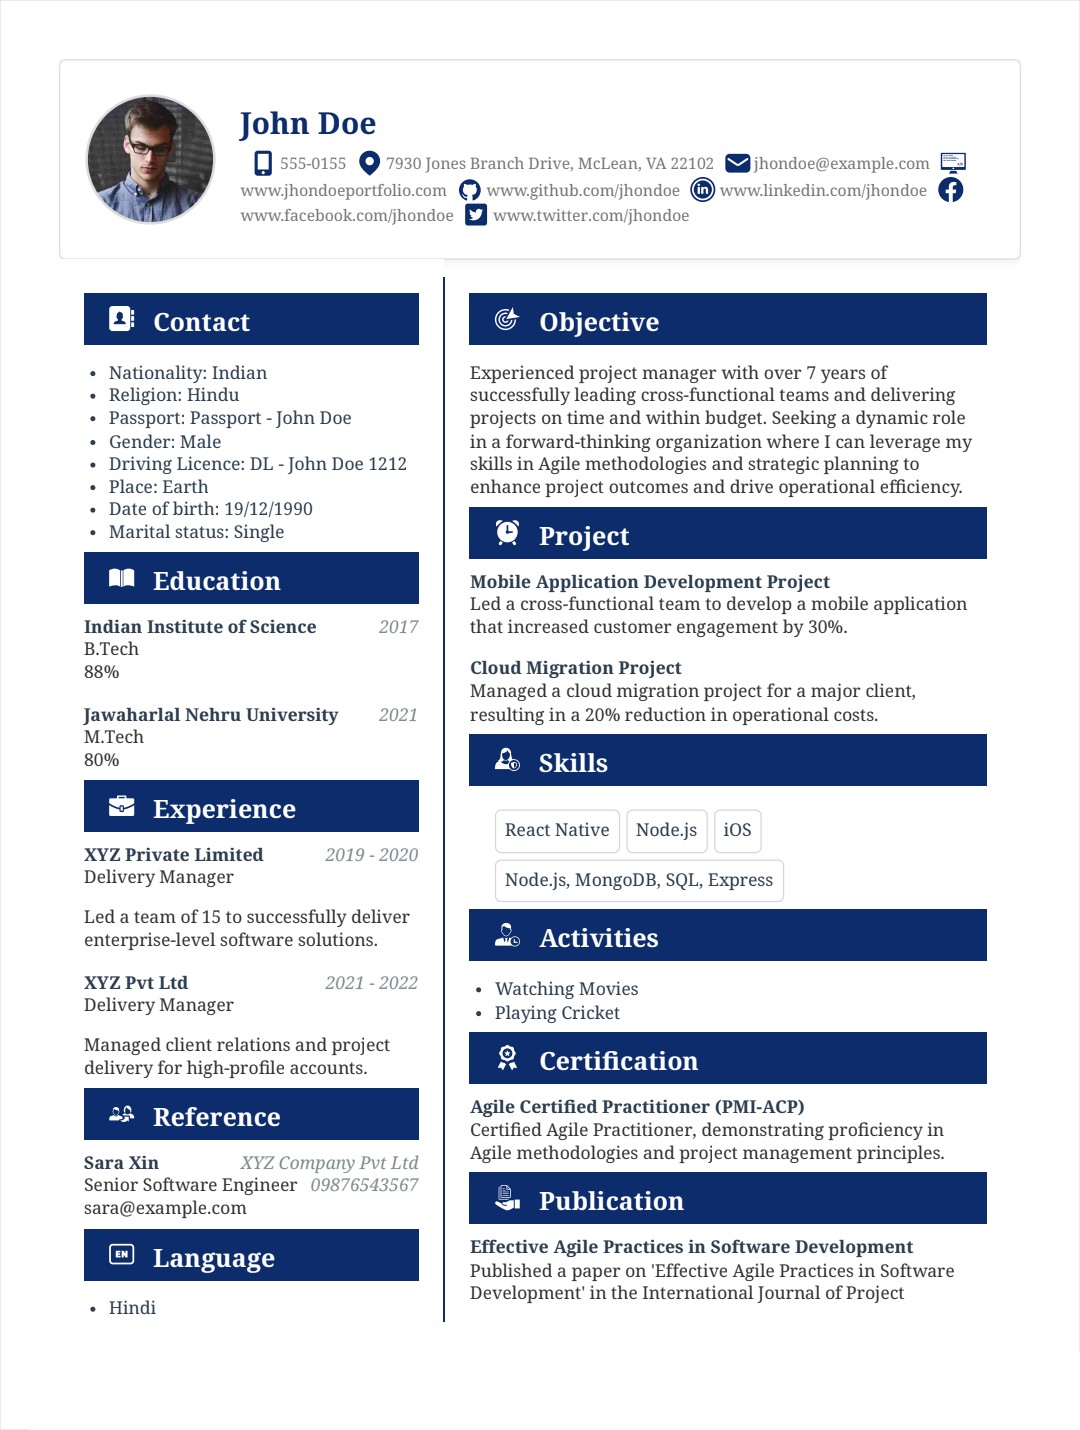 John Doe
555-0155 7930 Jones Branch Drive, McLean, VA 22102 jhondoe@example.com
www.jhondoeportfolio.com www.github.com/jhondoe www.linkedin.com/jhondoe
www.facebook.com/jhondoe www.twitter.com/jhondoe
Contact
• Nationality: Indian
• Religion: Hindu
• Passport: Passport - John Doe
• Gender: Male
• Driving Licence: DL - John Doe 1212
• Place: Earth
• Date of birth: 19/12/1990
• Marital status: Single
Education
Indian Institute of Science 2017
B.Tech
88%
Jawaharlal Nehru University 2021
M.Tech
80%
Experience
XYZ Private Limited 2019 - 2020
Delivery Manager
Led a team of 15 to successfully deliver
enterprise-level software solutions.
XYZ Pvt Ltd 2021 - 2022
Delivery Manager
Managed client relations and project
delivery for high-profile accounts.
Reference
Sara Xin XYZ Company Pvt Ltd
Senior Software Engineer 09876543567
sara@example.com
EN Language
• Hindi
Objective
Experienced project manager with over 7 years of
successfully leading cross-functional teams and delivering
projects on time and within budget. Seeking a dynamic role
in a forward-thinking organization where I can leverage my
skills in Agile methodologies and strategic planning to
enhance project outcomes and drive operational efficiency.
Project
Mobile Application Development Project
Led a cross-functional team to develop a mobile application
that increased customer engagement by 30%.
Cloud Migration Project
Managed a cloud migration project for a major client,
resulting in a 20% reduction in operational costs.
Skills
React Native Node.js iOS
Node.js, MongoDB, SQL, Express
Activities
• Watching Movies
• Playing Cricket
Certification
Agile Certified Practitioner (PMI-ACP)
Certified Agile Practitioner, demonstrating proficiency in
Agile methodologies and project management principles.
Publication
Effective Agile Practices in Software Development
Published a paper on 'Effective Agile Practices in Software
Development' in the International Journal of Project